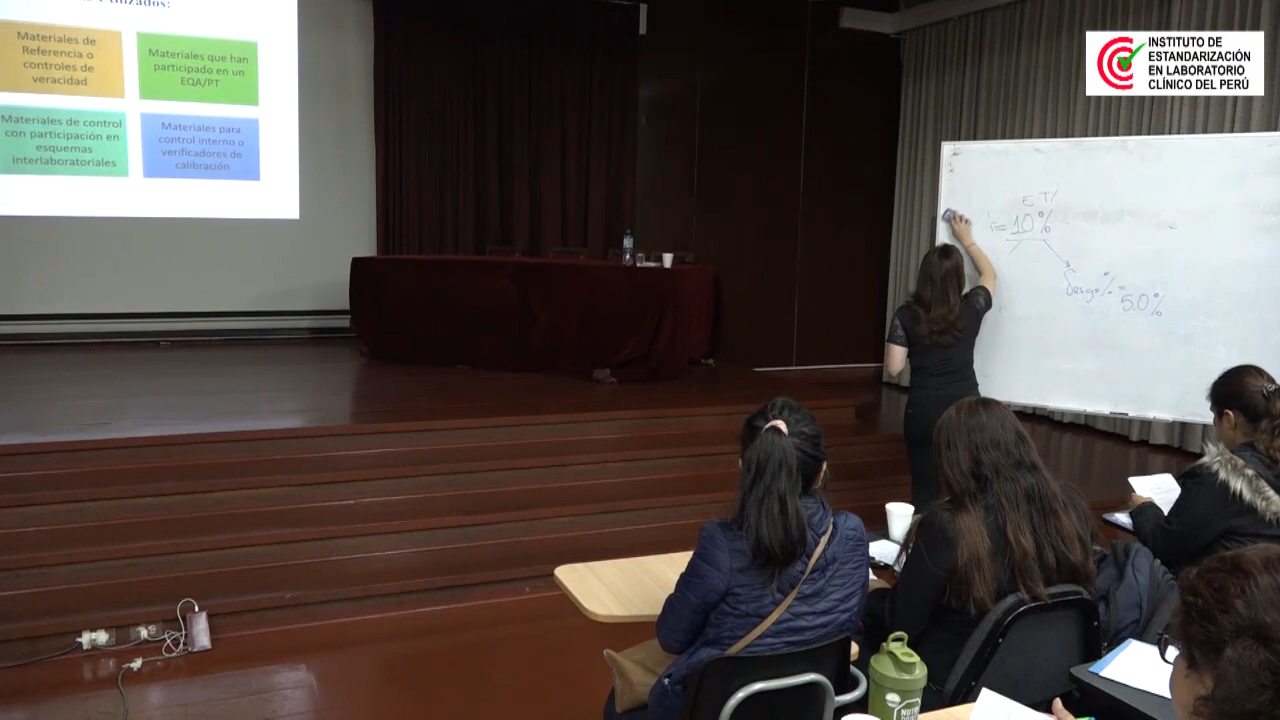 Materiales de
Referencia o
controles de
veracidad
Materiales que han
participado en un
EQA/PT
Materiales de control
con participación en
esquemas
interlaboratoriales
Materiales para
control interno o
verificadores de
calibración
INSTITUTO DE
ESTANDARIZACIÓN
EN LABORATORIO
CLÍNICO DEL PERÚ
10%
5.0%